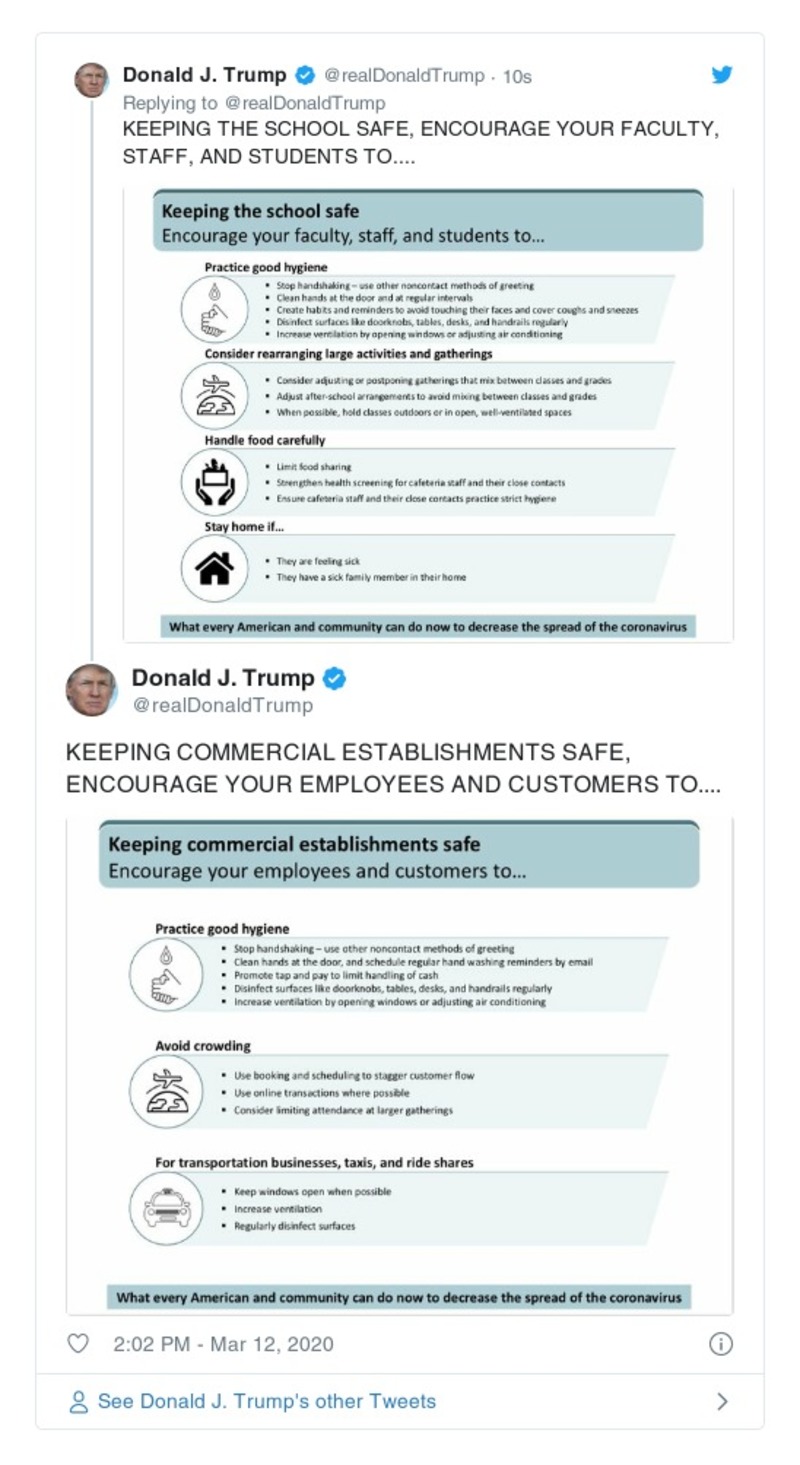 Donald J. Trump @realDonaldTrump · 10s
Replying to @realDonaldTrump
KEEPING THE SCHOOL SAFE, ENCOURAGE YOUR FACULTY,
STAFF, AND STUDENTS TO....
Keeping the school safe
Encourage your faculty, staff, and students to...
Practice good hygiene
▪ Stop handshaking – use other noncontact methods of greeting
▪ Clean hands at the door and at regular intervals
▪ Create habits and reminders to avoid touching their faces and cover coughs and sneezes
▪ Disinfect surfaces like doorknobs, tables, desks, and handrails regularly
▪ Increase ventilation by opening windows or adjusting air conditioning
Consider rearranging large activities and gatherings
▪ Consider adjusting or postponing gatherings that mix between classes and grades
▪ Adjust after-school arrangements to avoid mixing between classes and grades
▪ When possible, hold classes outdoors or in open, well-ventilated spaces
Handle food carefully
▪ Limit food sharing
▪ Strengthen health screening for cafeteria staff and their close contacts
▪ Ensure cafeteria staff and their close contacts practice strict hygiene
Stay home if...
▪ They are feeling sick
▪ They have a sick family member in their home
What every American and community can do now to decrease the spread of the coronavirus
Donald J. Trump
@realDonaldTrump
KEEPING COMMERCIAL ESTABLISHMENTS SAFE,
ENCOURAGE YOUR EMPLOYEES AND CUSTOMERS TO....
Keeping commercial establishments safe
Encourage your employees and customers to...
Practice good hygiene
▪ Stop handshaking – use other noncontact methods of greeting
▪ Clean hands at the door, and schedule regular hand washing reminders by email
▪ Promote tap and pay to limit handling of cash
▪ Disinfect surfaces like doorknobs, tables, desks, and handrails regularly
▪ Increase ventilation by opening windows or adjusting air conditioning
Avoid crowding
▪ Use booking and scheduling to stagger customer flow
▪ Use online transactions where possible
▪ Consider limiting attendance at larger gatherings
For transportation businesses, taxis, and ride shares
▪ Keep windows open when possible
▪ Increase ventilation
▪ Regularly disinfect surfaces
What every American and community can do now to decrease the spread of the coronavirus
2:02 PM - Mar 12, 2020
See Donald J. Trump's other Tweets